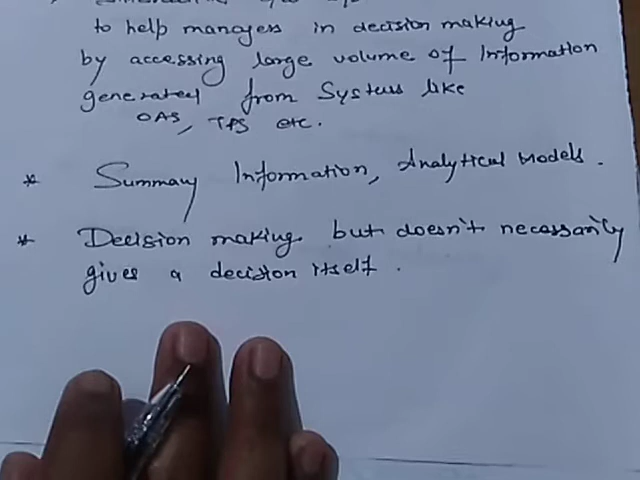 to help manages in decision making
by accessing large volume of Information
generated from Systems like
OAS, TPS etc.
* Summary Information, Analytical Models.
* Decision making but doesn't necessarily
gives a decision itself.